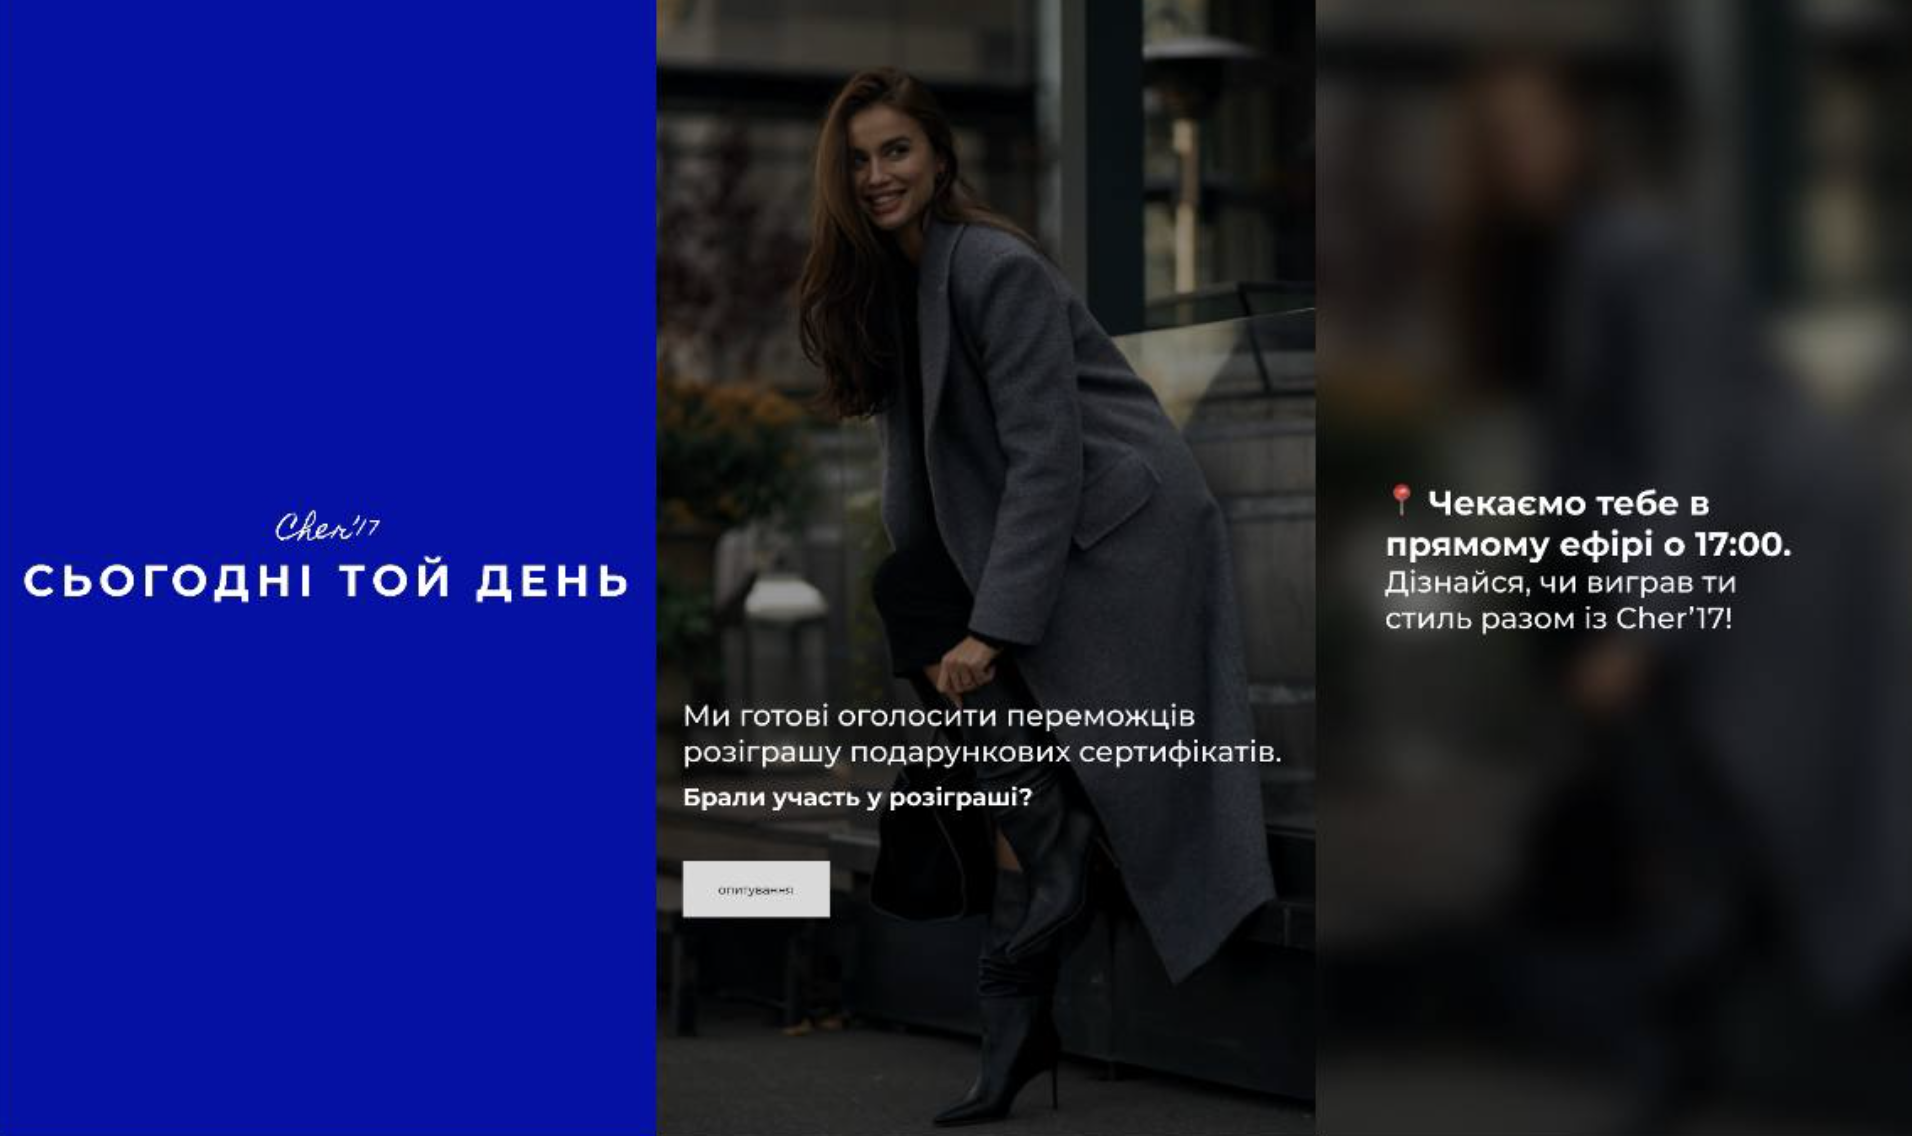 Cher'17
СЬОГОДНІ ТОЙ ДЕНЬ
Ми готові оголосити переможців
розіграшу подарункових сертифікатів.
Брали участь у розіграші?
опитування
📍 Чекаємо тебе в
прямому ефірі о 17:00.
Дізнайся, чи виграв ти
стиль разом із Cher’17!